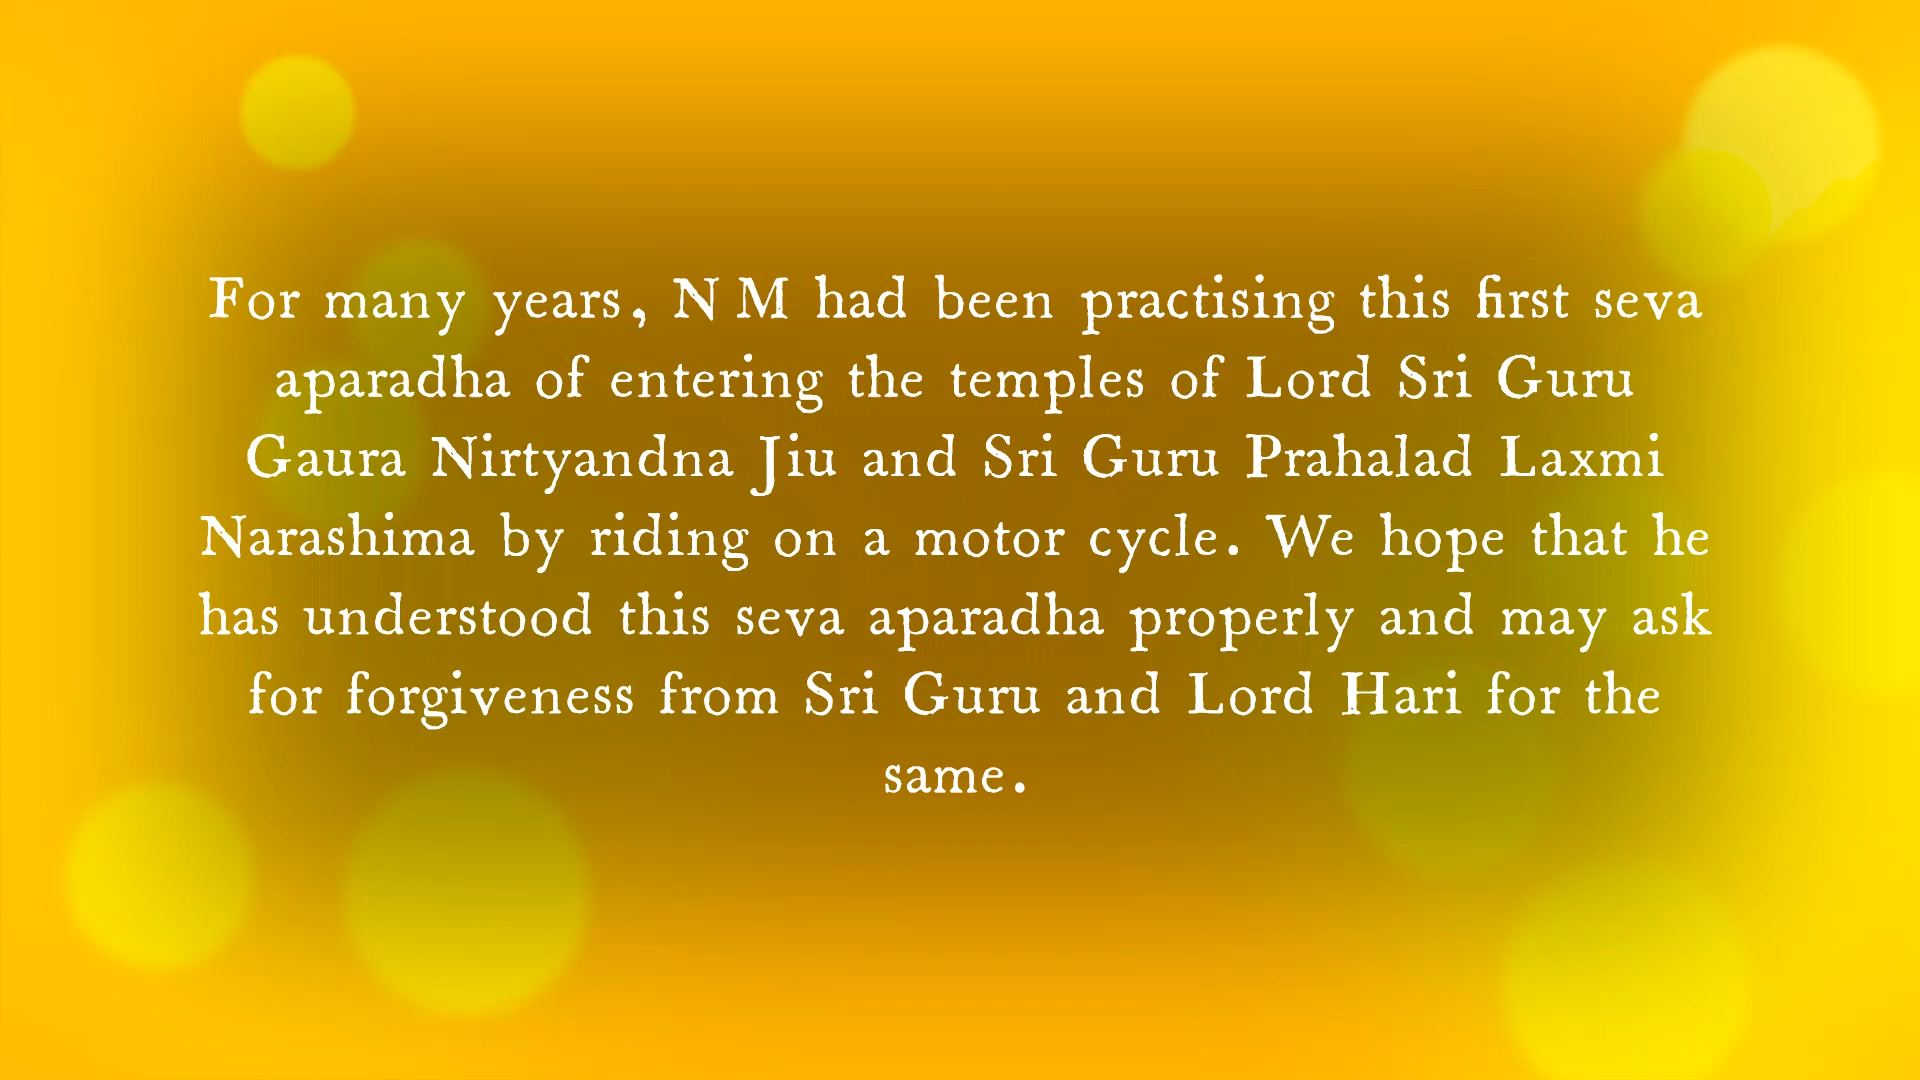 For many years, N M had been practising this first seva
aparadha of entering the temples of Lord Sri Guru
Gaura Nirtyandna Jiu and Sri Guru Prahalad Laxmi
Narashima by riding on a motor cycle. We hope that he
has understood this seva aparadha properly and may ask
for forgiveness from Sri Guru and Lord Hari for the
same.